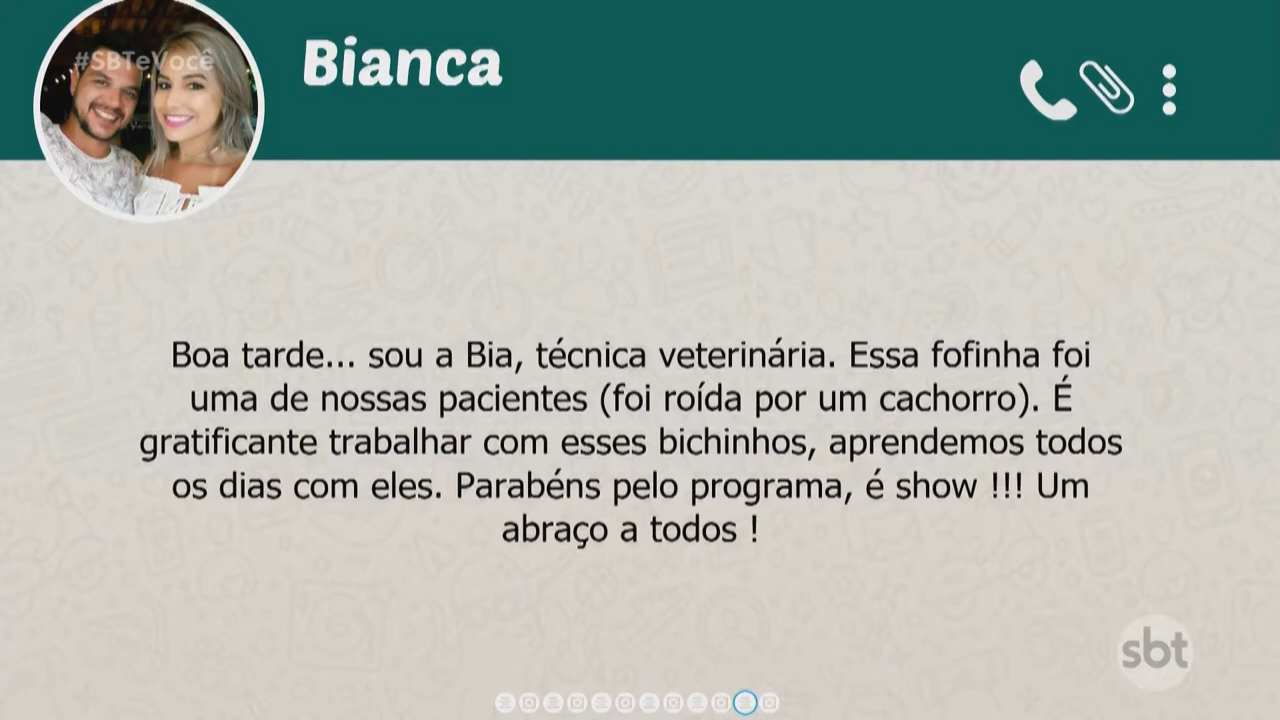 #SBTeVocê
Bianca
Boa tarde... sou a Bia, técnica veterinária. Essa fofinha foi
uma de nossas pacientes (foi roída por um cachorro). É
gratificante trabalhar com esses bichinhos, aprendemos todos
os dias com eles. Parabéns pelo programa, é show !!! Um
abraço a todos !
sbt